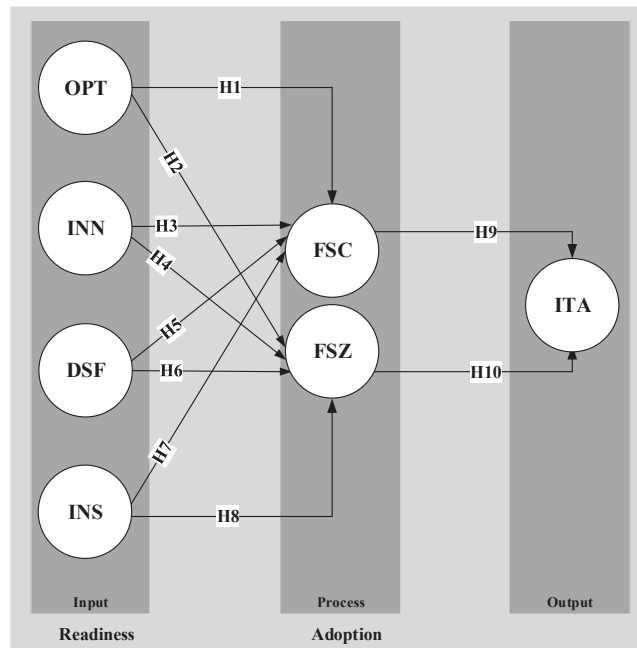 OPT
H1
H2
INN
H3
H4
FSC
H9
ITA
DSF
H5
H6
FSZ
H10
H7
INS
H8
Input
Process
Output
Readiness
Adoption